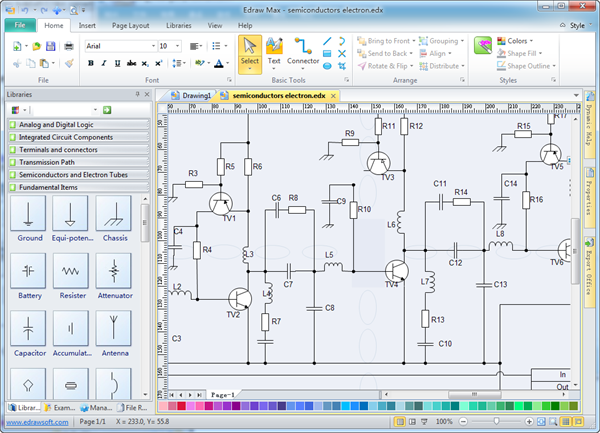 Edraw Max - semiconductors electron.edx
File Home Insert Page Layout Libraries View Help Style
Arial 10
Select Text Connector
Bring to Front Grouping
Send to Back Align
Rotate & Flip Distribute
Colors
Shape Fill
Shape Outline
File Font Basic Tools Arrange Styles
Libraries
Drawing1 semiconductors electron.edx
50 60 70 80 90 100 110 120 130 140 150 160 170 180 190 200 210 220 230
Analog and Digital Logic
Integrated Circuit Components
Terminals and connectors
Transmission Path
Semiconductors and Electron Tubes
Fundamental Items
Ground Equi-poten... Chassis
Battery Resister Attenuator
Capacitor Accumulat... Antenna
R11 R12 R17
R9 R15
TV3 TV5
R5 R6
R3
C6 R8 C9 R10 C11 R14 C14 R16
TV1
C4 R4 L3 L5 L6 L8
C7 C12 TV6
L2 L4 TV4 L7 C13
TV2 C8
R7 R13
C3 C10
In
Out
Page-1
Dynamic Help
Properties
Export Office
Librar... Exam... Mana... File R...
www.edrawsoft.com Page 1/1 X= 233.0, Y= 55.8 100%